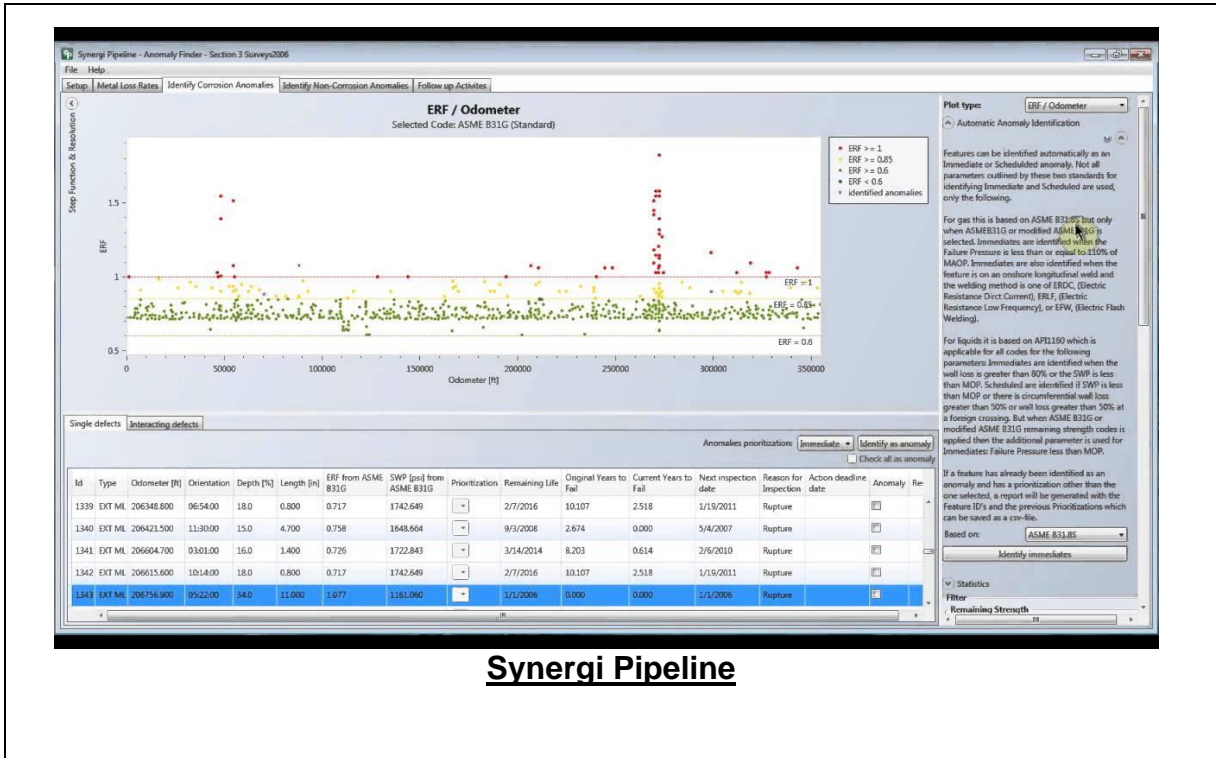 Synergi Pipeline - Anomaly Finder - Section 3 Surveys2006
File Help
Setup Metal Loss Rates Identify Corrosion Anomalies Identify Non-Corrosion Anomalies Follow up Activites
Step Function & Resolution
ERF / Odometer
Selected Code: ASME B31G (Standard)
ERF >= 1
ERF >= 0.85
ERF >= 0.6
ERF < 0.6
identified anomalies
ERF
1.5
1
0.5
ERF = 1
ERF = 0.85
ERF = 0.6
0 50000 100000 150000 200000 250000 300000 350000
Odometer [ft]
Plot type: ERF / Odometer
Automatic Anomaly Identification
Features can be identified automatically as an
Immediate or Schedulded anomaly. Not all
parameters outlined by these two standards for
identifying Immediate and Scheduled are used,
only the following.
For gas this is based on ASME B31.8S but only
when ASMEB31G or modified ASME B31G is
selected. Immediates are identified when the
Failure Pressure is less than or equal to 110% of
MAOP. Immediates are also identified when the
feature is on an onshore longitudinal weld and
the welding method is one of ERDC, (Electric
Resistance Dirct Current), ERLF, (Electric
Resistance Low Frequency), or EFW, (Electric Flash
Welding).
For liquids it is based on API1160 which is
applicable for all codes for the following
parameters: Immediates are identified when the
wall loss is greater than 80% or the SWP is less
than MOP. Scheduled are identified if SWP is less
than MOP or there is circumferential wall loss
greater than 50% or wall loss greater than 50% at
a foreign crossing. But when ASME B31G or
modified ASME B31G remaining strength codes is
applied then the additional parameter is used for
Immediates: Failure Pressure less than MOP.
If a feature has already been identified as an
anomaly and has a prioritization other than the
one selected, a report will be generated with the
Feature ID's and the previous Prioritizations which
can be saved as a csv-file.
Based on: ASME B31.8S
Identify immediates
Statistics
Filter
Remaining Strength
Single defects Interacting defects
Anomalies prioritization: Immediate Identify as anomaly
Check all as anomaly
Id Type Odometer [ft] Orientation Depth [%] Length [in] ERF from ASME B31G SWP [psi] from ASME B31G Prioritization Remaining Life Original Years to Fail Current Years to Fail Next inspection date Reason for Inspection Action deadline date Anomaly Re
1339 EXT ML 206348.800 06:54:00 18.0 0.800 0.717 1742.649 2/7/2016 10.107 2.518 1/19/2011 Rupture
1340 EXT ML 206421.500 11:30:00 15.0 4.700 0.758 1648.664 9/3/2008 2.674 0.000 5/4/2007 Rupture
1341 EXT ML 206604.700 03:01:00 16.0 1.400 0.726 1722.843 3/14/2014 8.203 0.614 2/6/2010 Rupture
1342 EXT ML 206615.600 10:14:00 18.0 0.800 0.717 1742.649 2/7/2016 10.107 2.518 1/19/2011 Rupture
1343 EXT ML 206756.900 05:22:00 34.0 11.000 1.077 1161.060 1/1/2006 0.000 0.000 1/1/2006 Rupture
Synergi Pipeline